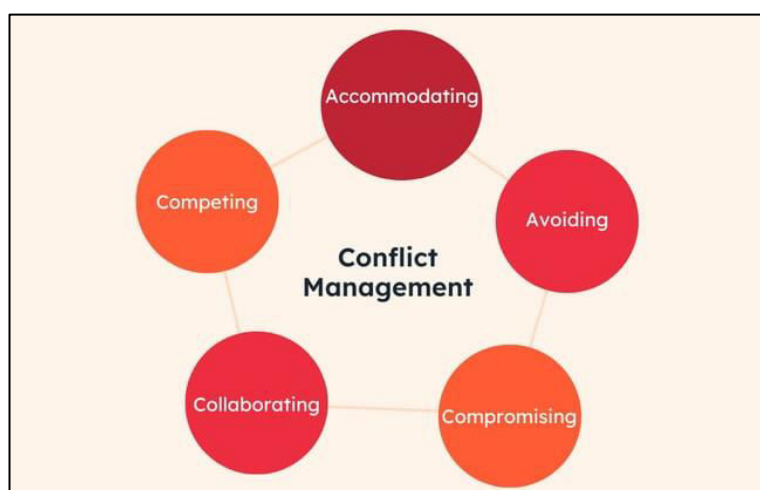 Accommodating
Competing
Avoiding
Conflict
Management
Collaborating
Compromising